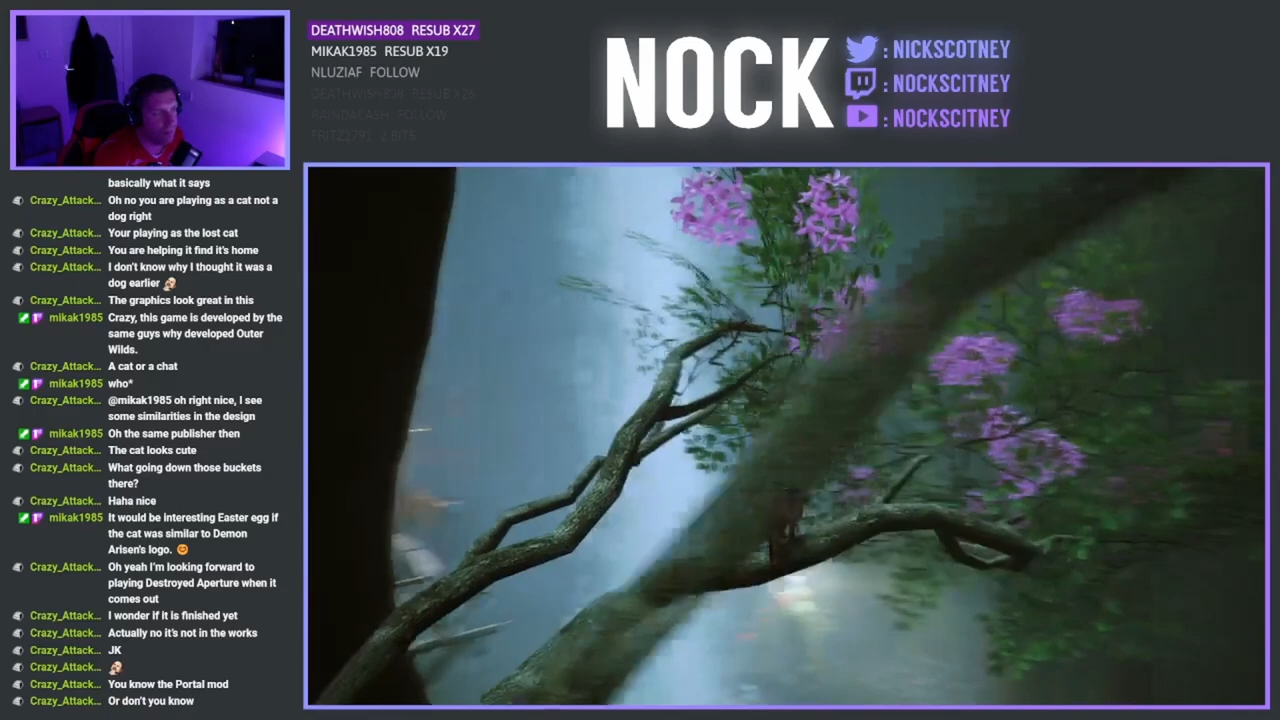 DEATHWISH808 RESUB X27
MIKAK1985 RESUB X19
NLUZIAF FOLLOW
DEATHWISH808 RESUB X26
RAINDACASH FOLLOW
FRITZ1791 2 BITS
NOCK
: NICKSCOTNEY
: NOCKSCITNEY
: NOCKSCITNEY
basically what it says
Crazy_Attack... Oh no you are playing as a cat not a
dog right
Crazy_Attack... Your playing as the lost cat
Crazy_Attack... You are helping it find it's home
Crazy_Attack... I don't know why I thought it was a
dog earlier
Crazy_Attack... The graphics look great in this
mikak1985 Crazy, this game is developed by the
same guys why developed Outer
Wilds.
Crazy_Attack... A cat or a chat
mikak1985 who*
Crazy_Attack... @mikak1985 oh right nice, I see
some similarities in the design
mikak1985 Oh the same publisher then
Crazy_Attack... The cat looks cute
Crazy_Attack... What going down those buckets
there?
Crazy_Attack... Haha nice
mikak1985 It would be interesting Easter egg if
the cat was similar to Demon
Arisen's logo.
Crazy_Attack... Oh yeah I'm looking forward to
playing Destroyed Aperture when it
comes out
Crazy_Attack... I wonder if it is finished yet
Crazy_Attack... Actually no it's not in the works
Crazy_Attack... JK
Crazy_Attack...
Crazy_Attack... You know the Portal mod
Crazy_Attack... Or don't you know